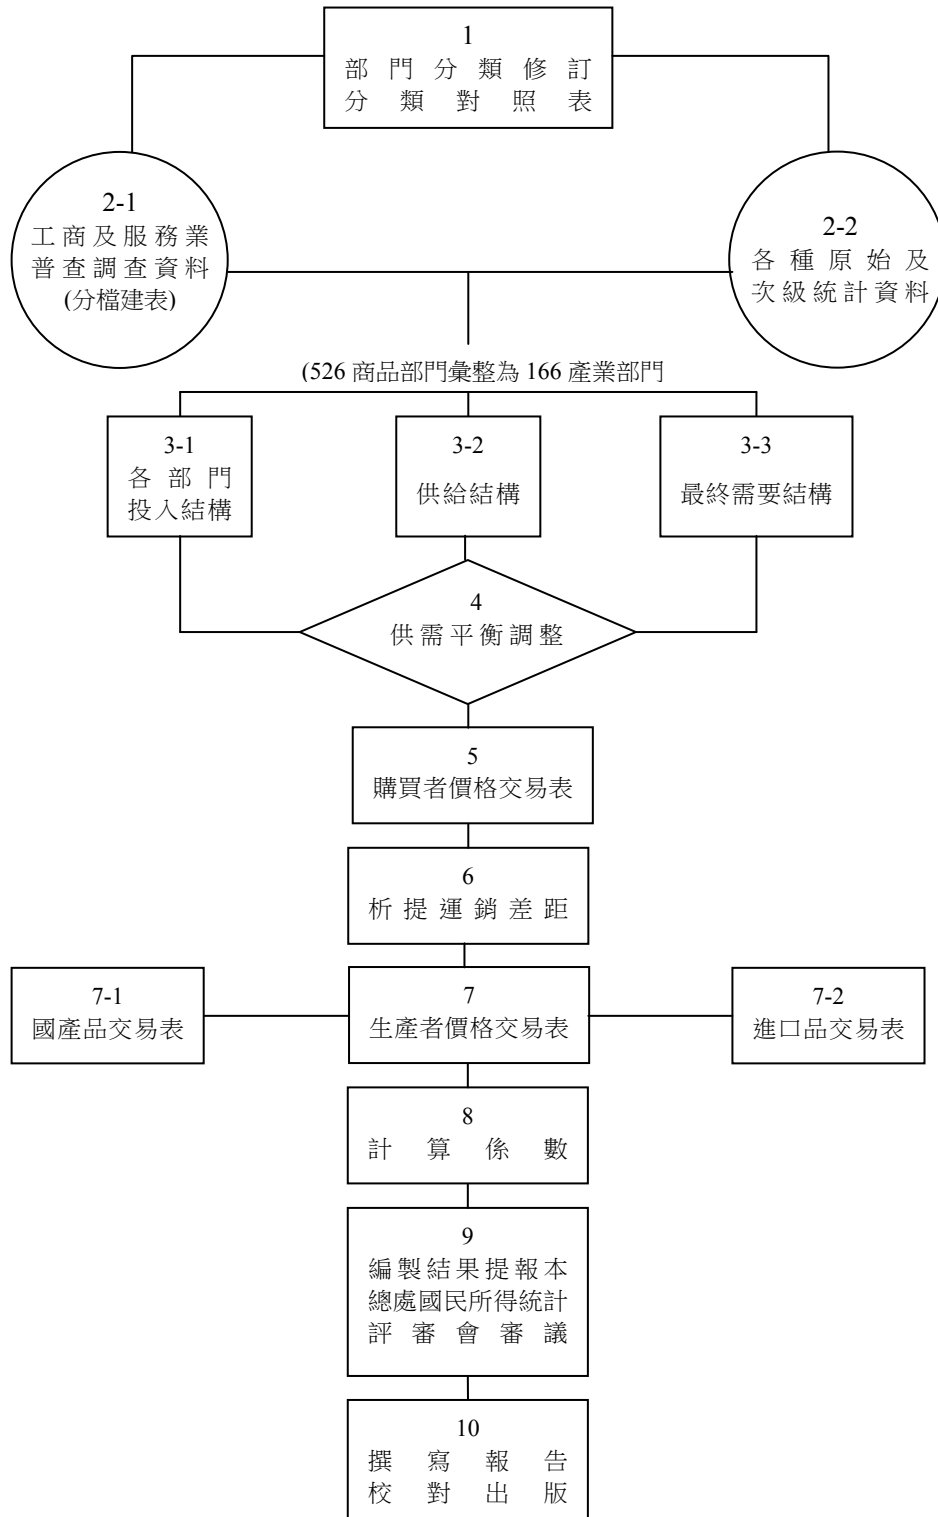 1
部門分類修訂
分類對照表
2-1
工商及服務業
普查調查資料
(分檔建表)
2-2
各種原始及
次級統計資料
(526 商品部門彙整為 166 產業部門
3-1
各部門
投入結構
3-2
供給結構
3-3
最終需要結構
4
供需平衡調整
5
購買者價格交易表
6
析提運銷差距
7-1
國產品交易表
7
生產者價格交易表
7-2
進口品交易表
8
計算係數
9
編製結果提報本
總處國民所得統計
評審會審議
10
撰寫報告
校對出版